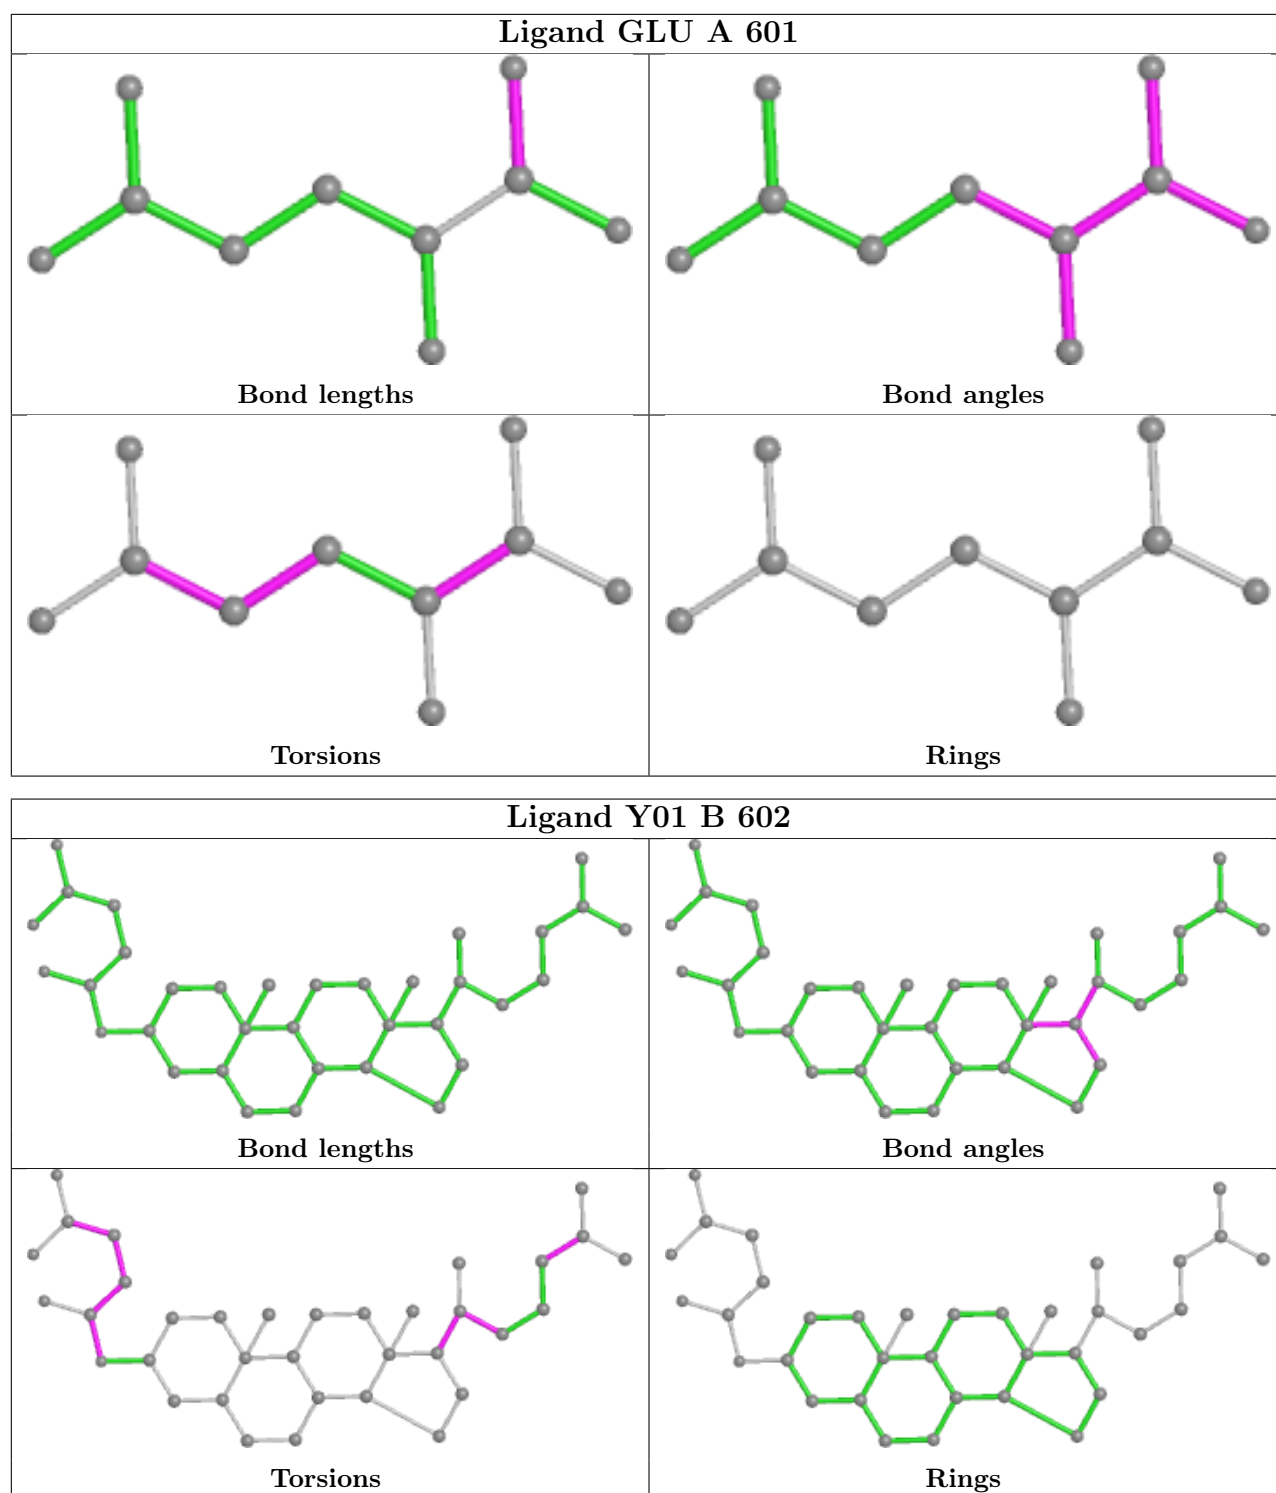 Ligand GLU A 601
Bond lengths
Bond angles
Torsions
Rings
Ligand Y01 B 602
Bond lengths
Bond angles
Torsions
Rings